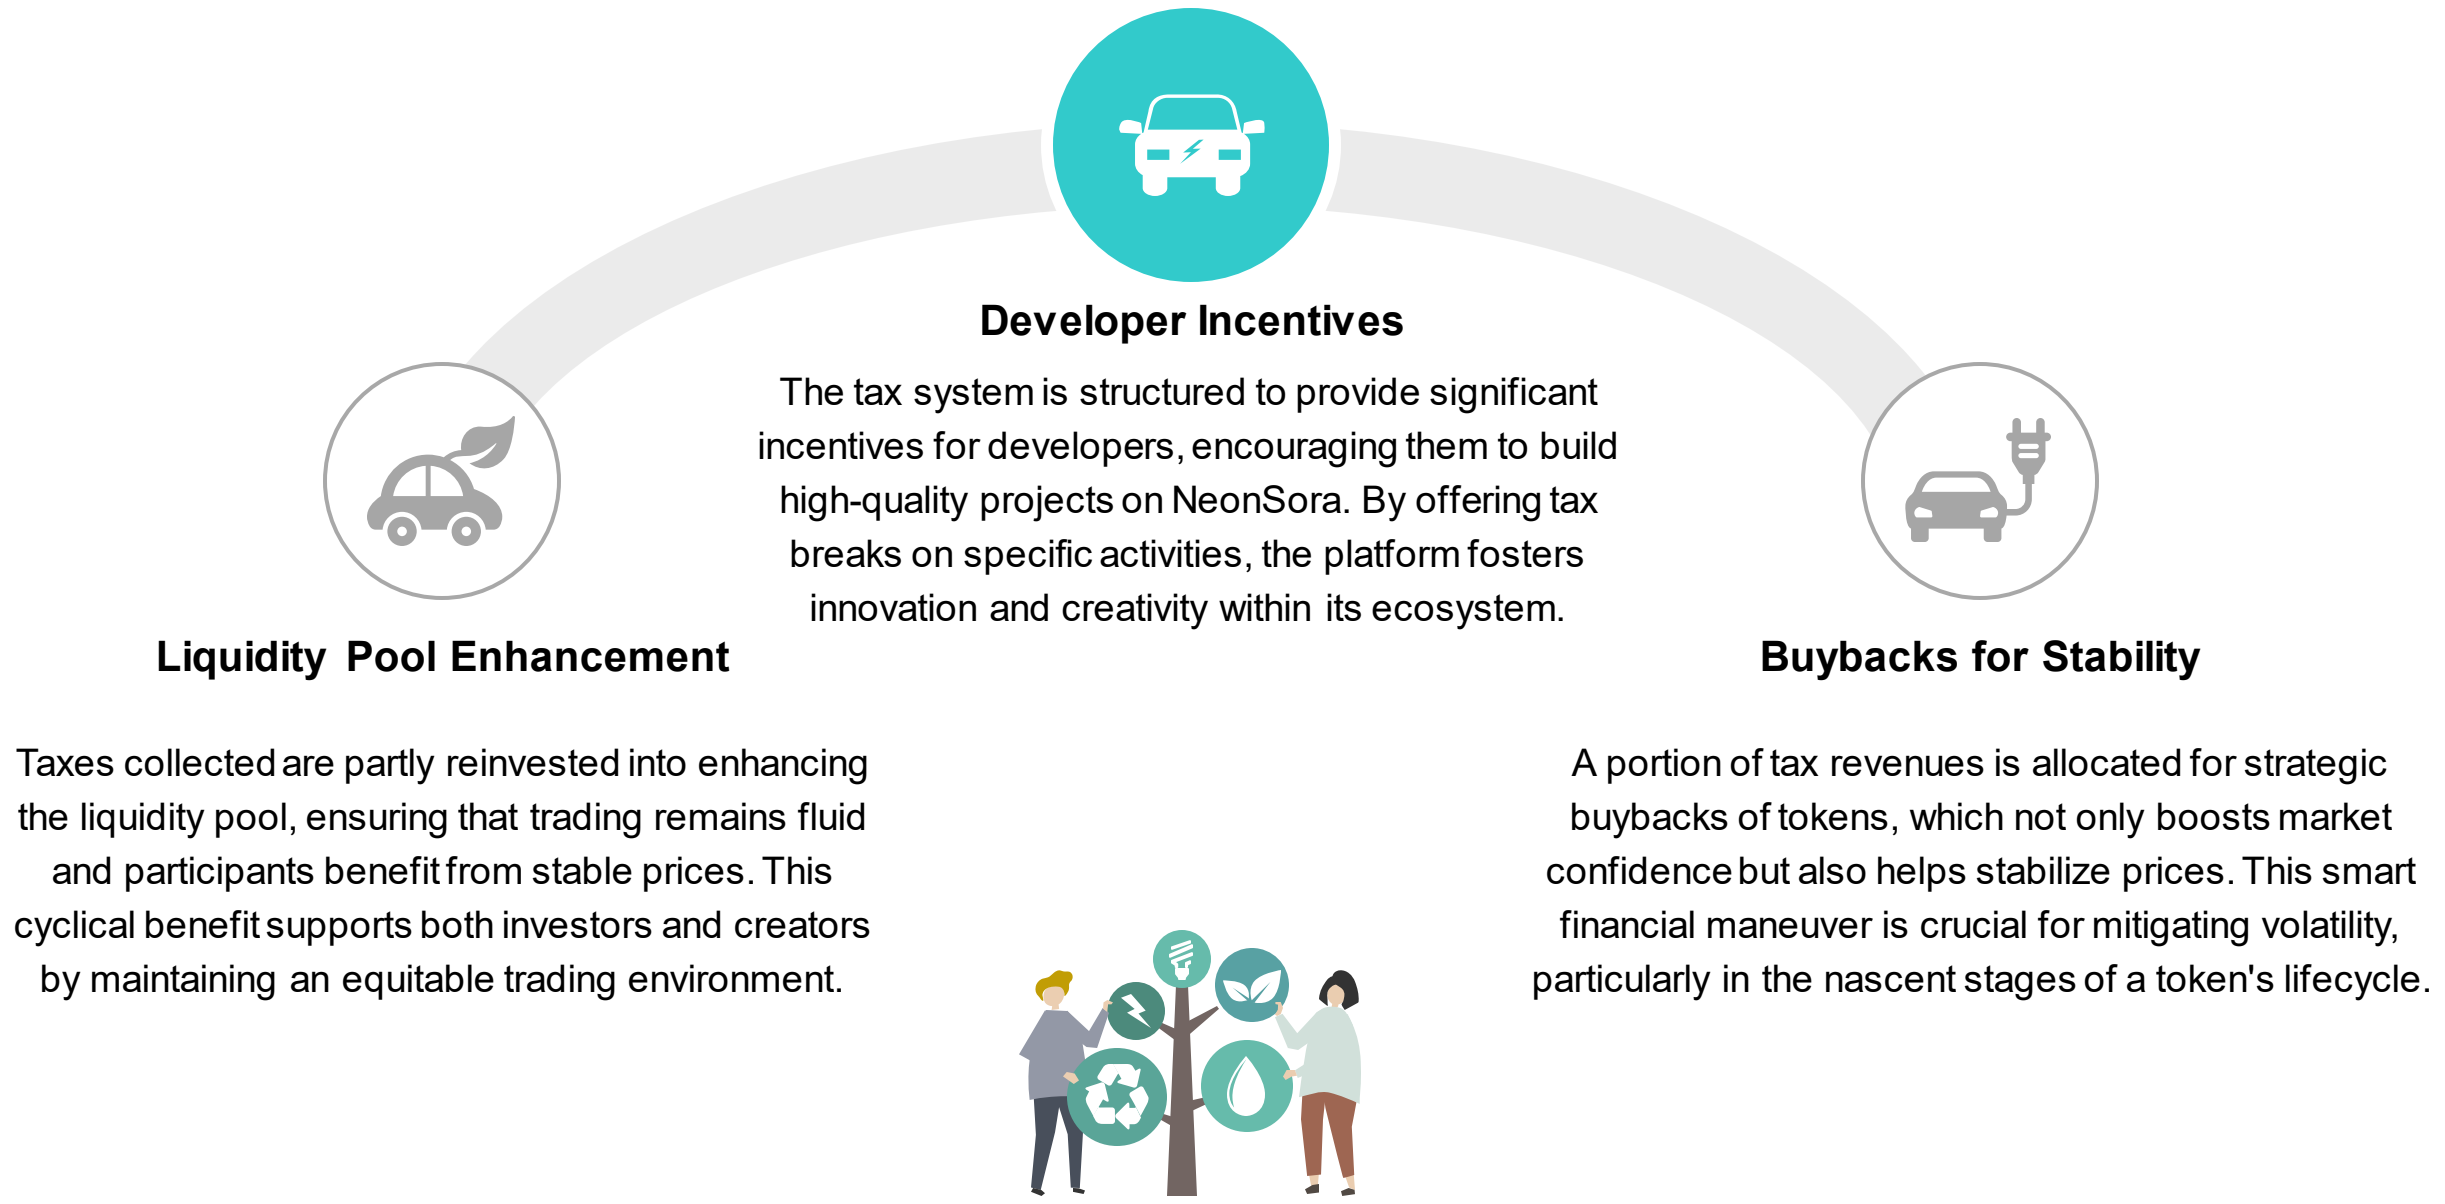 Developer Incentives
The tax system is structured to provide significant
incentives for developers, encouraging them to build
high-quality projects on NeonSora. By offering tax
breaks on specific activities, the platform fosters
innovation and creativity within its ecosystem.
Liquidity Pool Enhancement
Taxes collected are partly reinvested into enhancing
the liquidity pool, ensuring that trading remains fluid
and participants benefit from stable prices. This
cyclical benefit supports both investors and creators
by maintaining an equitable trading environment.
Buybacks for Stability
A portion of tax revenues is allocated for strategic
buybacks of tokens, which not only boosts market
confidence but also helps stabilize prices. This smart
financial maneuver is crucial for mitigating volatility,
particularly in the nascent stages of a token's lifecycle.